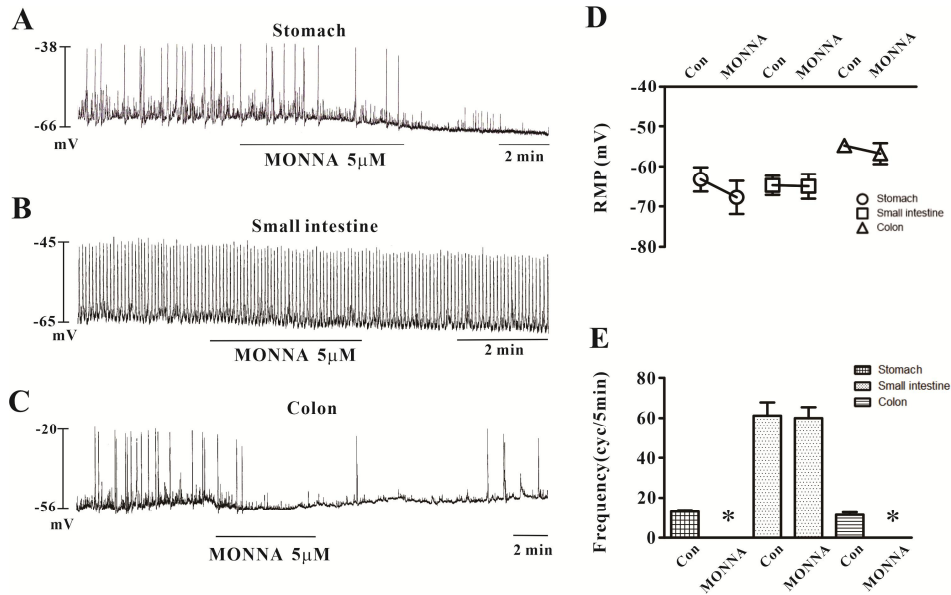 A
Stomach
-38
-66
mV
MONNA 5µM
2 min
B
Small intestine
-45
-65
mV
MONNA 5µM
2 min
C
Colon
-20
-56
mV
MONNA 5µM
2 min
D
Con
MONNA
Con
MONNA
Con
MONNA
-40
-50
-60
-70
-80
RMP (mV)
Stomach
Small intestine
Colon
E
Stomach
Small intestine
Colon
80
60
40
20
0
Frequency(cyc/5min)
*
*
Con
MONNA
Con
MONNA
Con
MONNA